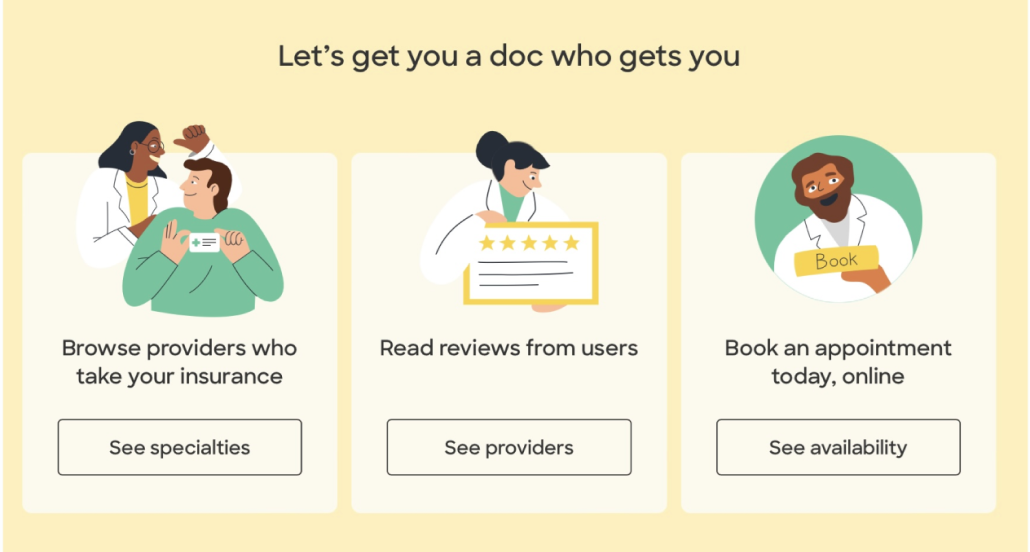 Let's get you a doc who gets you
Browse providers who
take your insurance
See specialties
Read reviews from users
See providers
Book
Book an appointment
today, online
See availability